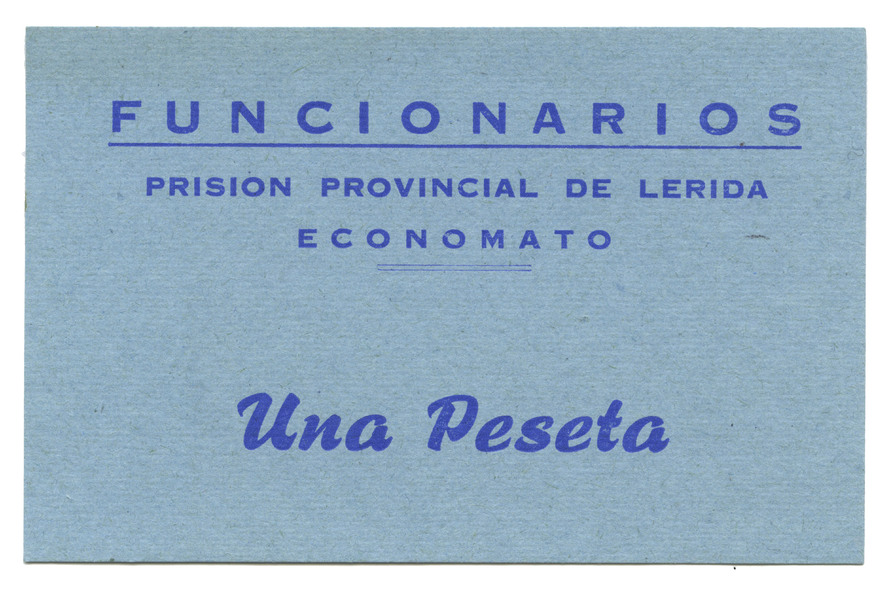 FUNCIONARIOS
PRISION PROVINCIAL DE LERIDA
ECONOMATO
Una Peseta